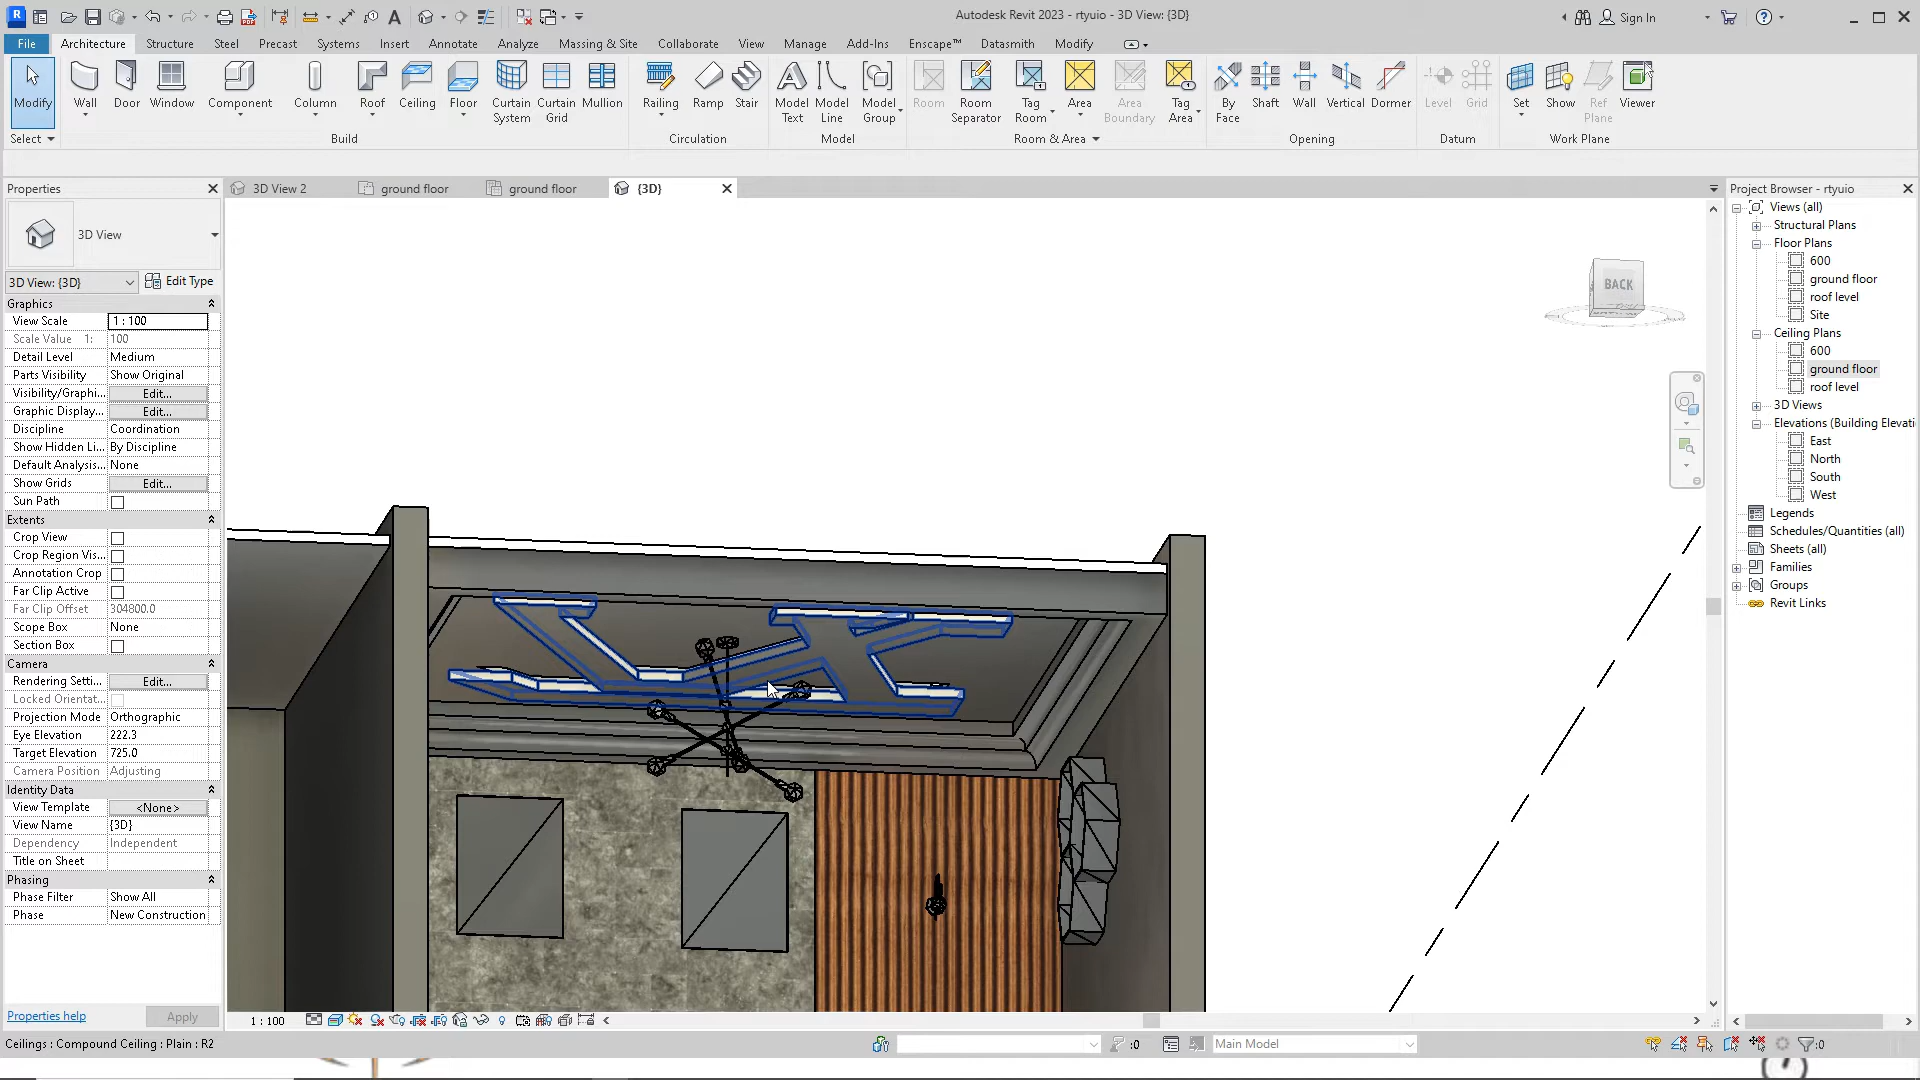 Autodesk Revit 2023 - rtyuio - 3D View: {3D}
Sign In
File
Architecture
Structure
Steel
Precast
Systems
Insert
Annotate
Analyze
Massing & Site
Collaborate
View
Manage
Add-Ins
Enscape™
Datasmith
Modify
Modify
Wall
Door
Window
Component
Column
Roof
Ceiling
Floor
Curtain System
Curtain Grid
Mullion
Railing
Ramp
Stair
Model Text
Model Line
Model Group
Room
Room Separator
Tag Room
Area
Area Boundary
Tag Area
By Face
Shaft
Wall
Vertical
Dormer
Level
Grid
Set
Show
Ref Plane
Viewer
Select
Build
Circulation
Model
Room & Area
Opening
Datum
Work Plane
Properties
3D View 2
ground floor
ground floor
{3D}
Project Browser - rtyuio
3D View
3D View: {3D}
Edit Type
Graphics
View Scale 1 : 100
Scale Value 1: 100
Detail Level Medium
Parts Visibility Show Original
Visibility/Graphi... Edit...
Graphic Display... Edit...
Discipline Coordination
Show Hidden Li... By Discipline
Default Analysis... None
Show Grids Edit...
Sun Path
Extents
Crop View
Crop Region Vis...
Annotation Crop
Far Clip Active
Far Clip Offset 304800.0
Scope Box None
Section Box
Camera
Rendering Setti... Edit...
Locked Orientat...
Projection Mode Orthographic
Eye Elevation 222.3
Target Elevation 725.0
Camera Position Adjusting
Identity Data
View Template <None>
View Name {3D}
Dependency Independent
Title on Sheet
Phasing
Phase Filter Show All
Phase New Construction
Properties help
Apply
BACK
Views (all)
Structural Plans
Floor Plans
600
ground floor
roof level
Site
Ceiling Plans
600
ground floor
roof level
3D Views
Elevations (Building Elevati
East
North
South
West
Legends
Schedules/Quantities (all)
Sheets (all)
Families
Groups
Revit Links
1 : 100
Ceilings : Compound Ceiling : Plain : R2
:0
Main Model
:0